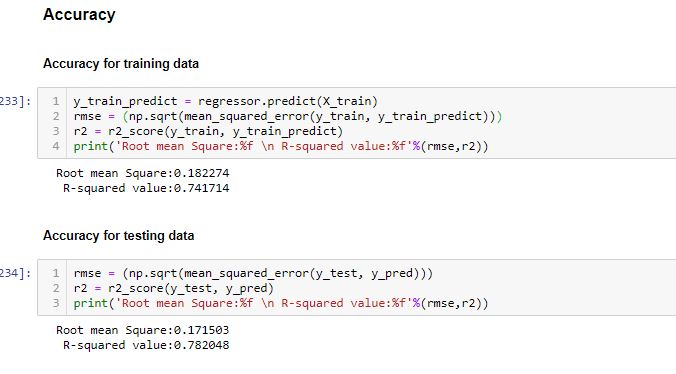 Accuracy
Accuracy for training data
233]:
1 y_train_predict = regressor.predict(X_train)
2 rmse = (np.sqrt(mean_squared_error(y_train, y_train_predict)))
3 r2 = r2_score(y_train, y_train_predict)
4 print('Root mean Square:%f \n R-squared value:%f'%(rmse,r2))
Root mean Square:0.182274
R-squared value:0.741714
Accuracy for testing data
234]:
1 rmse = (np.sqrt(mean_squared_error(y_test, y_pred)))
2 r2 = r2_score(y_test, y_pred)
3 print('Root mean Square:%f \n R-squared value:%f'%(rmse,r2))
Root mean Square:0.171503
R-squared value:0.782048